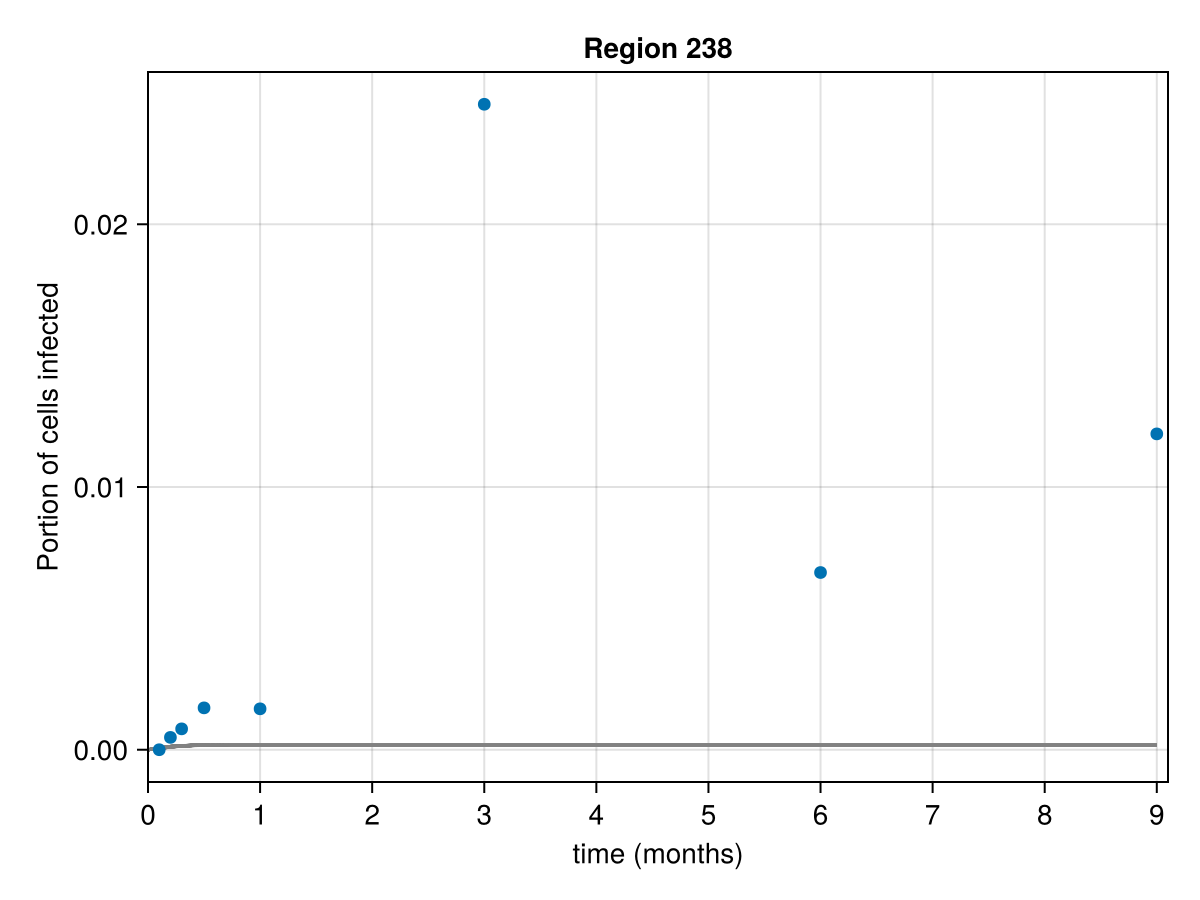 Region 238
Portion of cells infected
0.02
0.01
0.00
0 1 2 3 4 5 6 7 8 9
time (months)